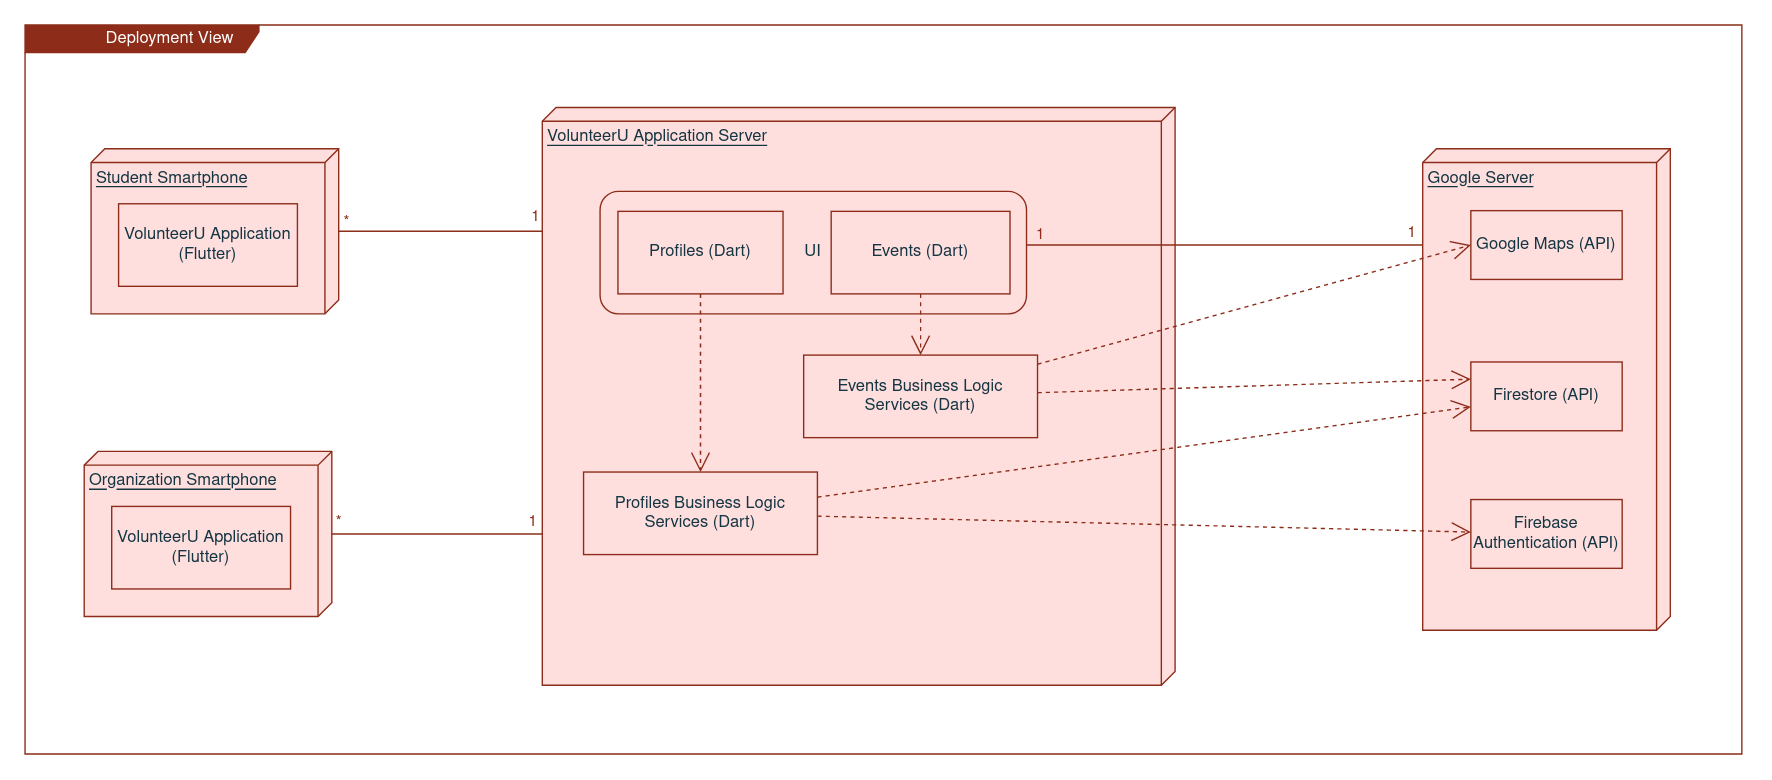 Deployment View
Student Smartphone
VolunteerU Application
(Flutter)
*
1
Organization Smartphone
VolunteerU Application
(Flutter)
*
1
VolunteerU Application Server
Profiles (Dart)
UI
Events (Dart)
1
1
Events Business Logic
Services (Dart)
Profiles Business Logic
Services (Dart)
Google Server
Google Maps (API)
Firestore (API)
Firebase
Authentication (API)